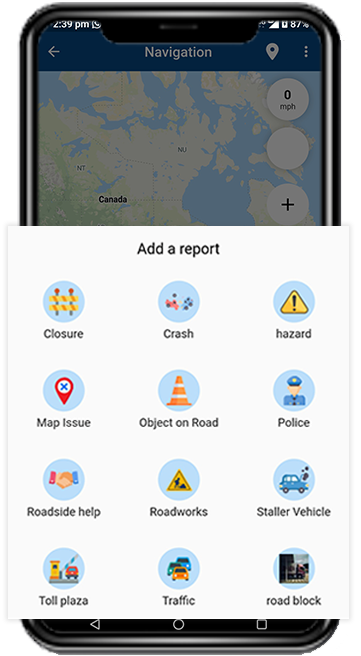 2:39 pm
87%
Navigation
0
mph
NU
NT
Canada
+
Add a report
Closure
Crash
hazard
Map Issue
Object on Road
Police
Roadside help
Roadworks
Staller Vehicle
Toll plaza
Traffic
road block